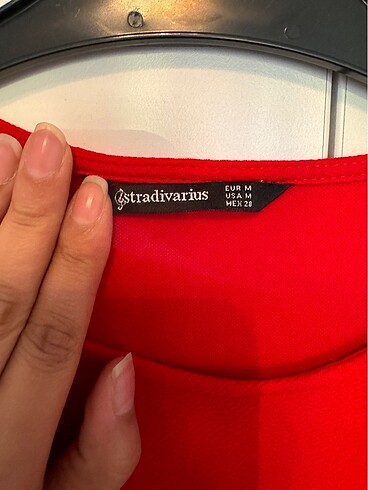 stradivarius
EUR M
USA M
MEX 28